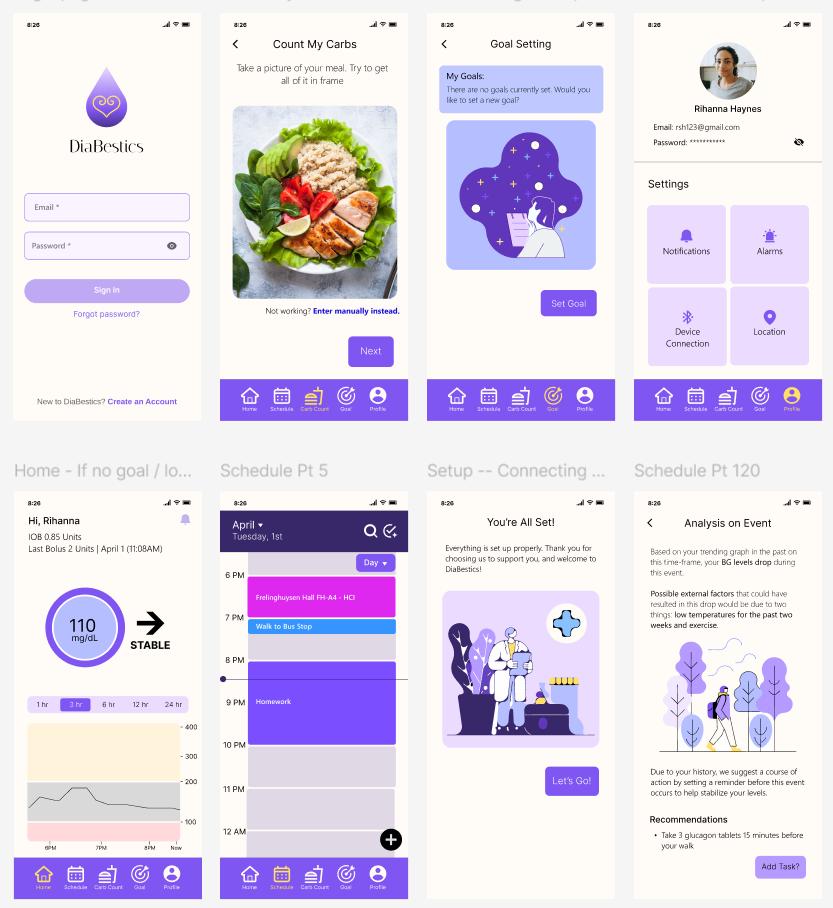 8:26
DiaBestics
Email *
Password *
Sign In
Forgot password?
New to DiaBestics? Create an Account
8:26
Count My Carbs
Take a picture of your meal. Try to get
all of it in frame
Not working? Enter manually instead.
Next
Home Schedule Carb Count Goal Profile
8:26
Goal Setting
My Goals:
There are no goals currently set. Would you
like to set a new goal?
Set Goal
Home Schedule Carb Count Goal Profile
8:26
Rihanna Haynes
Email: rsh123@gmail.com
Password: ***********
Settings
Notifications
Alarms
Device
Connection
Location
Home Schedule Carb Count Goal Profile
Home - If no goal / lo...
8:26
Hi, Rihanna
IOB 0.85 Units
Last Bolus 2 Units | April 1 (11:08AM)
110
mg/dL
STABLE
1 hr 3 hr 6 hr 12 hr 24 hr
400
300
200
100
6PM 7PM 8PM Now
Home Schedule Carb Count Goal Profile
Schedule Pt 5
8:26
April
Tuesday, 1st
Day
6 PM
Frelinghuysen Hall FH-A4 - HCI
7 PM
Walk to Bus Stop
8 PM
9 PM
Homework
10 PM
11 PM
12 AM
Home Schedule Carb Count Goal Profile
Setup -- Connecting ...
8:26
You're All Set!
Everything is set up properly. Thank you for
choosing us to support you, and welcome to
DiaBestics!
Let's Go!
Schedule Pt 120
8:26
Analysis on Event
Based on your trending graph in the past on
this time-frame, your BG levels drop during
this event.
Possible external factors that could have
resulted in this drop would be due to two
things: low temperatures for the past two
weeks and exercise.
Due to your history, we suggest a course of
action by setting a reminder before this event
occurs to help stabilize your levels.
Recommendations
• Take 3 glucagon tablets 15 minutes before
your walk
Add Task?